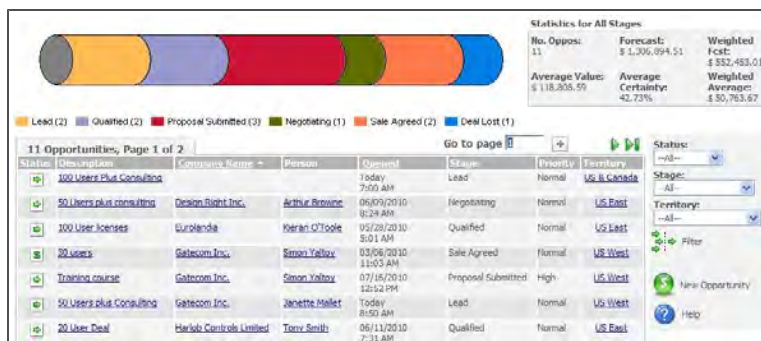 Statistics for All Stages
No. Oppos: Forecast: Weighted Fcst:
11 $ 1,306,894.51 $ 552,453.01
Average Value: Average Certainty: Weighted Average:
$ 118,808.59 42.73% $ 50,763.67
Lead (2) Qualified (2) Proposal Submitted (3) Negotiating (1) Sale Agreed (2) Deal Lost (1)
11 Opportunities, Page 1 of 2 Go to page 1
Status Description Company Name Person Opened Stage Priority Territory
100 Users Plus Consulting Today 7:00 AM Lead Normal US & Canada
50 Users plus consulting Design Right Inc. Arthur Browne 06/09/2010 8:24 AM Negotiating Normal US East
100 User licenses Eurolandia Kieran O'Toole 05/28/2010 5:01 AM Qualified Normal US East
30 users Gatecom Inc. Simon Yaltoy 03/06/2010 11:03 AM Sale Agreed Normal US West
Training course Gatecom Inc. Simon Yaltoy 07/16/2010 12:52 PM Proposal Submitted High US West
50 Users plus Consulting Gatecom Inc. Janette Mallet Today 8:50 AM Lead Normal US West
20 User Deal Harlob Controls Limited Tony Smith 06/11/2010 7:31 AM Qualified Normal US East
Status:
--All--
Stage:
--All--
Territory:
--All--
Filter
New Opportunity
Help